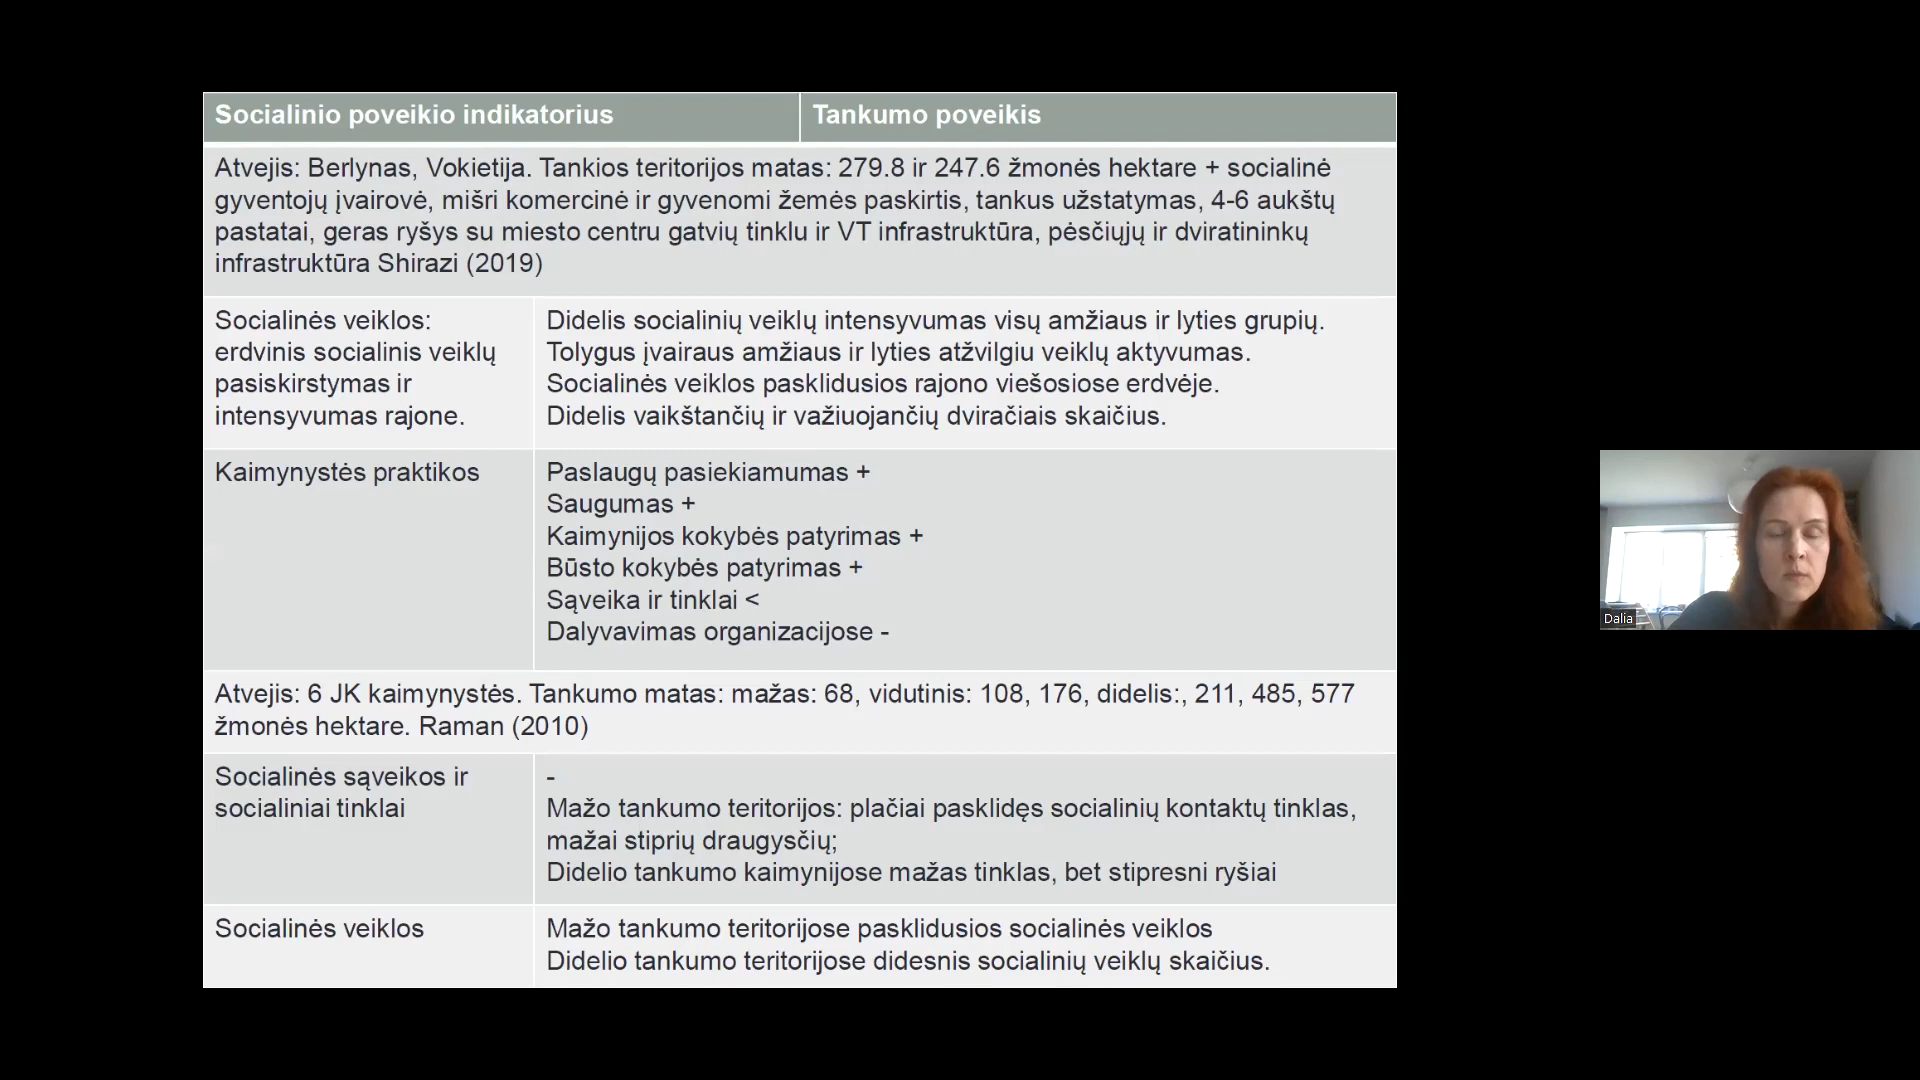 Socialinio poveikio indikatorius
Tankumo poveikis
Atvejis: Berlynas, Vokietija. Tankios teritorijos matas: 279.8 ir 247.6 žmonės hektare + socialinė
gyventojų įvairovė, mišri komercinė ir gyvenomi žemės paskirtis, tankus užstatymas, 4-6 aukštų
pastatai, geras ryšys su miesto centru gatvių tinklu ir VT infrastruktūra, pėsčiųjų ir dviratininkų
infrastruktūra Shirazi (2019)
Socialinės veiklos:
erdvinis socialinis veiklų
pasiskirstymas ir
intensyvumas rajone.
Didelis socialinių veiklų intensyvumas visų amžiaus ir lyties grupių.
Tolygus įvairaus amžiaus ir lyties atžvilgiu veiklų aktyvumas.
Socialinės veiklos pasklidusios rajono viešosiose erdvėje.
Didelis vaikštančių ir važiuojančių dviračiais skaičius.
Kaimynystės praktikos
Paslaugų pasiekiamumas +
Saugumas +
Kaimynijos kokybės patyrimas +
Būsto kokybės patyrimas +
Sąveika ir tinklai <
Dalyvavimas organizacijose -
Atvejis: 6 JK kaimynystės. Tankumo matas: mažas: 68, vidutinis: 108, 176, didelis:, 211, 485, 577
žmonės hektare. Raman (2010)
Socialinės sąveikos ir
socialiniai tinklai
-
Mažo tankumo teritorijos: plačiai pasklidęs socialinių kontaktų tinklas,
mažai stiprių draugysčių;
Didelio tankumo kaimynijose mažas tinklas, bet stipresni ryšiai
Socialinės veiklos
Mažo tankumo teritorijose pasklidusios socialinės veiklos
Didelio tankumo teritorijose didesnis socialinių veiklų skaičius.
Dalia